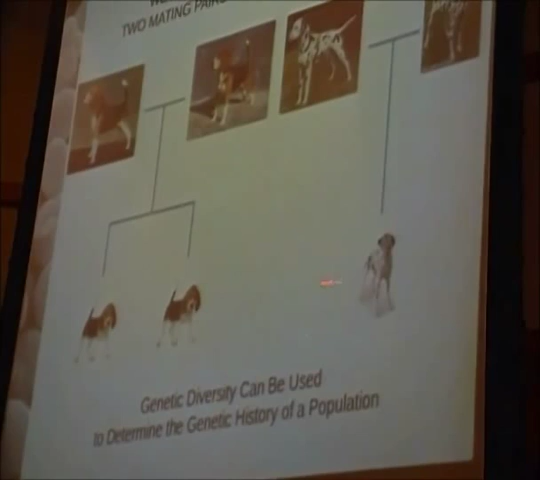 TWO MATING PAIRS
Genetic Diversity Can Be Used
to Determine the Genetic History of a Population